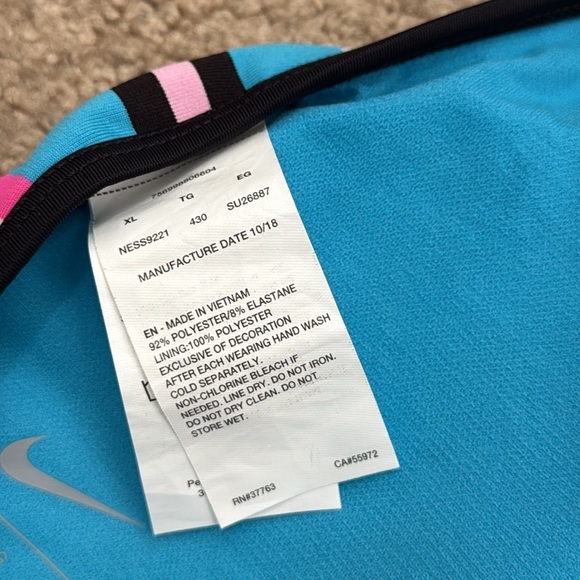 XL TG EG
NESS9221 430 SU26887
MANUFACTURE DATE 10/18
EN - MADE IN VIETNAM
92% POLYESTER/8% ELASTANE
LINING:100% POLYESTER
EXCLUSIVE OF DECORATION
AFTER EACH WEARING HAND WASH
COLD SEPARATELY.
NON-CHLORINE BLEACH IF
NEEDED. LINE DRY. DO NOT IRON.
DO NOT DRY CLEAN. DO NOT
STORE WET.
RN#37763 CA#55972
Pe
3